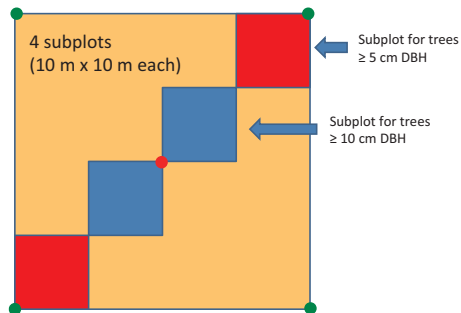 4 subplots
(10 m x 10 m each)
Subplot for trees
≥ 5 cm DBH
Subplot for trees
≥ 10 cm DBH